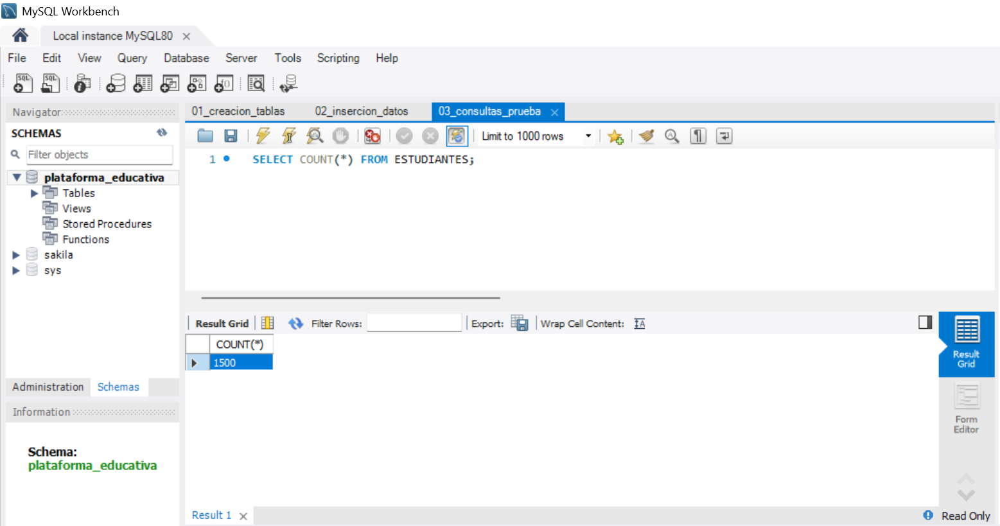 MySQL Workbench
Local instance MySQL80
File Edit View Query Database Server Tools Scripting Help
Navigator
SCHEMAS
Filter objects
plataforma_educativa
Tables
Views
Stored Procedures
Functions
sakila
sys
Administration Schemas
Information
Schema:
plataforma_educativa
01_creacion_tablas 02_insercion_datos 03_consultas_prueba
Limit to 1000 rows
1 SELECT COUNT(*) FROM ESTUDIANTES;
Result Grid Filter Rows: Export: Wrap Cell Content:
COUNT(*)
1500
Result
Grid
Form
Editor
Result 1
Read Only